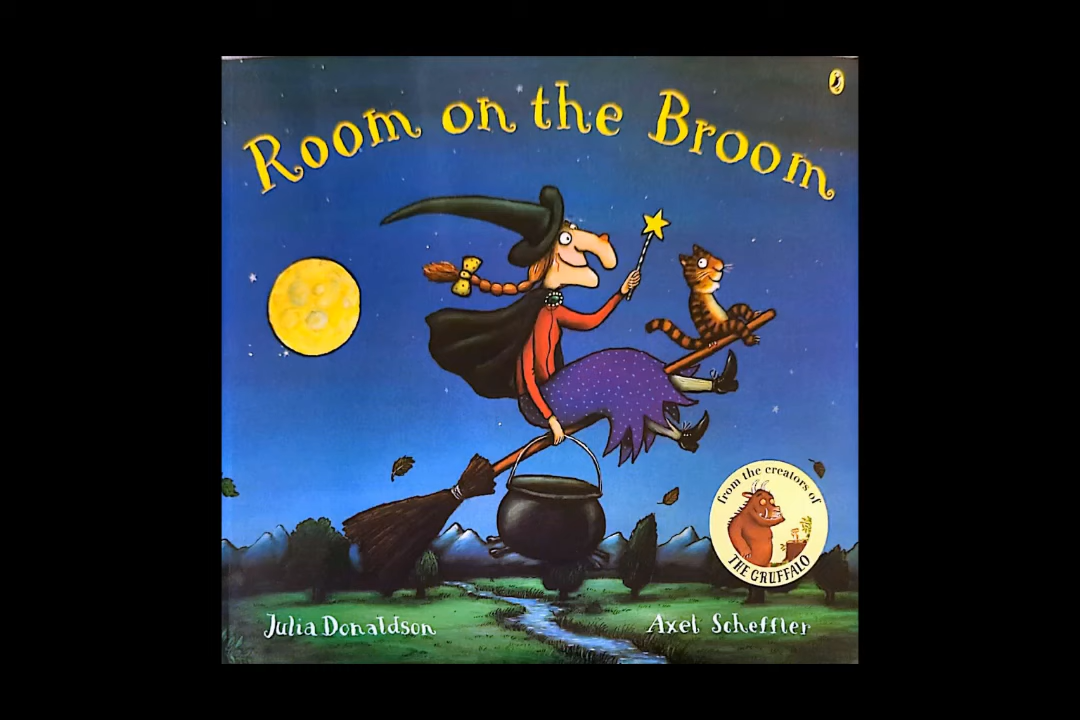 Room on the Broom
from the creators of
THE GRUFFALO
Julia Donaldson
Axel Scheffler